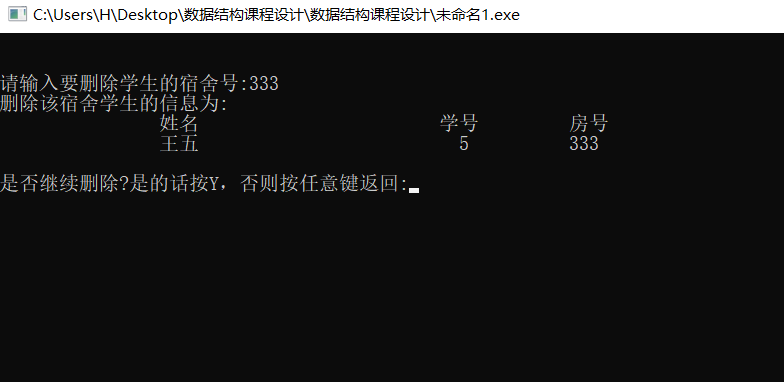 C:\Users\H\Desktop\数据结构课程设计\数据结构课程设计\未命名1.exe
请输入要删除学生的宿舍号:333
删除该宿舍学生的信息为:
姓名 学号 房号
王五 5 333
是否继续删除?是的话按Y，否则按任意键返回: